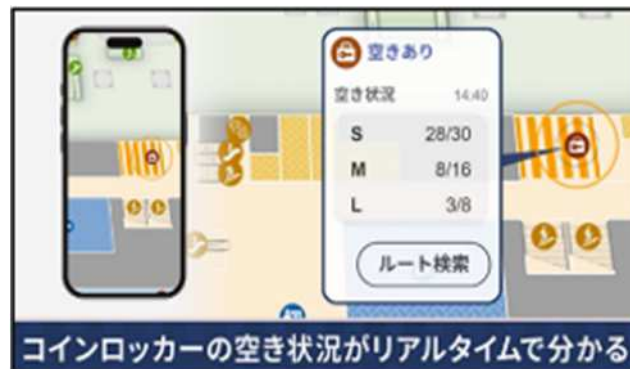 空きあり
空き状況 14:40
S 28/30
M 8/16
L 3/8
ルート検索
コインロッカーの空き状況がリアルタイムで分かる